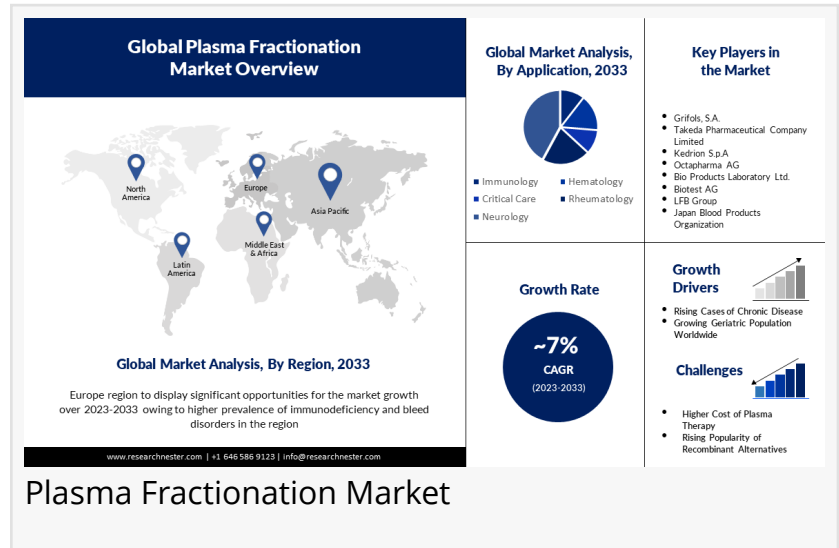 Global Plasma Fractionation
Market Overview
North
America
Europe
Asia Pacific
Middle East
& Africa
Latin
America
Global Market Analysis, By Region, 2033
Europe region to display significant opportunities for the market growth
over 2023-2033 owing to higher prevalence of immunodeficiency and bleed
disorders in the region
www.researchnester.com | +1 646 586 9123 | info@researchnester.com
Global Market Analysis,
By Application, 2033
Immunology
Hematology
Critical Care
Rheumatology
Neurology
Growth Rate
~7%
CAGR
(2023-2033)
Key Players in
the Market
Grifols, S.A.
Takeda Pharmaceutical Company
Limited
Kedrion S.p.A
Octapharma AG
Bio Products Laboratory Ltd.
Biotest AG
LFB Group
Japan Blood Products
Organization
Growth
Drivers
Rising Cases of Chronic Disease
Growing Geriatric Population
Worldwide
Challenges
Higher Cost of Plasma
Therapy
Rising Popularity of
Recombinant Alternatives
Plasma Fractionation Market